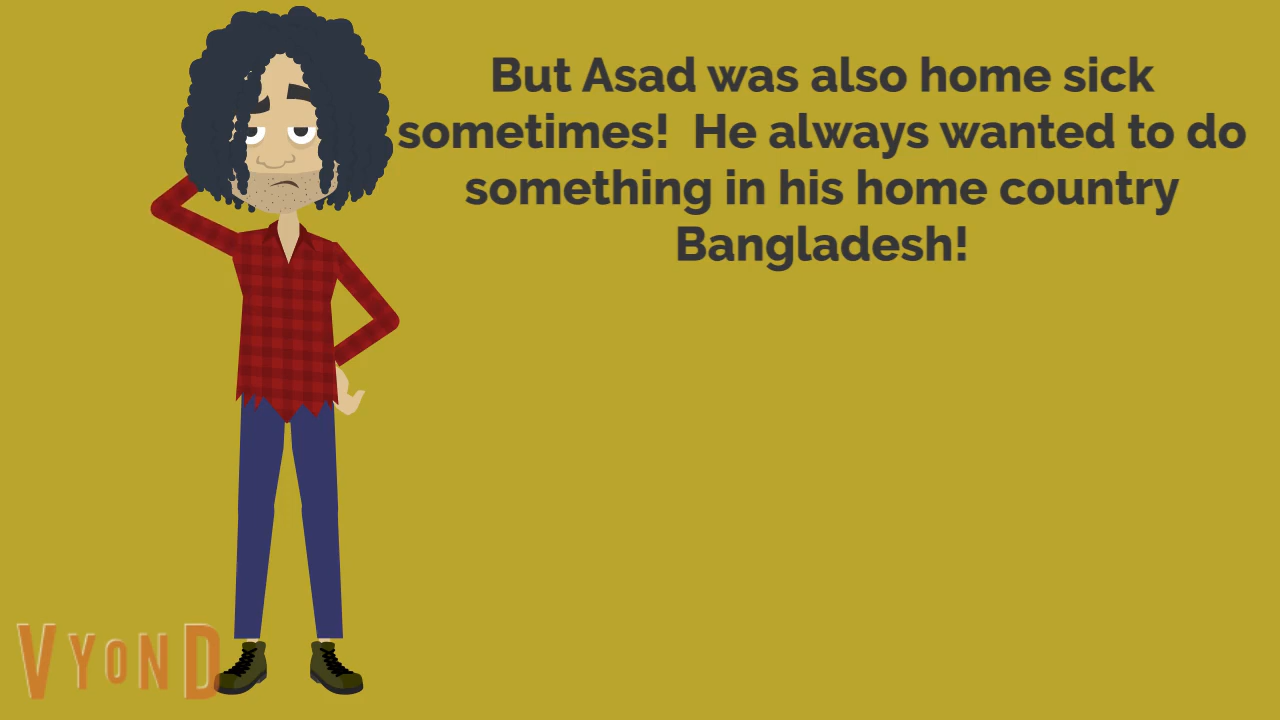 But Asad was also home sick
sometimes!  He always wanted to do
something in his home country
Bangladesh!
VYonD